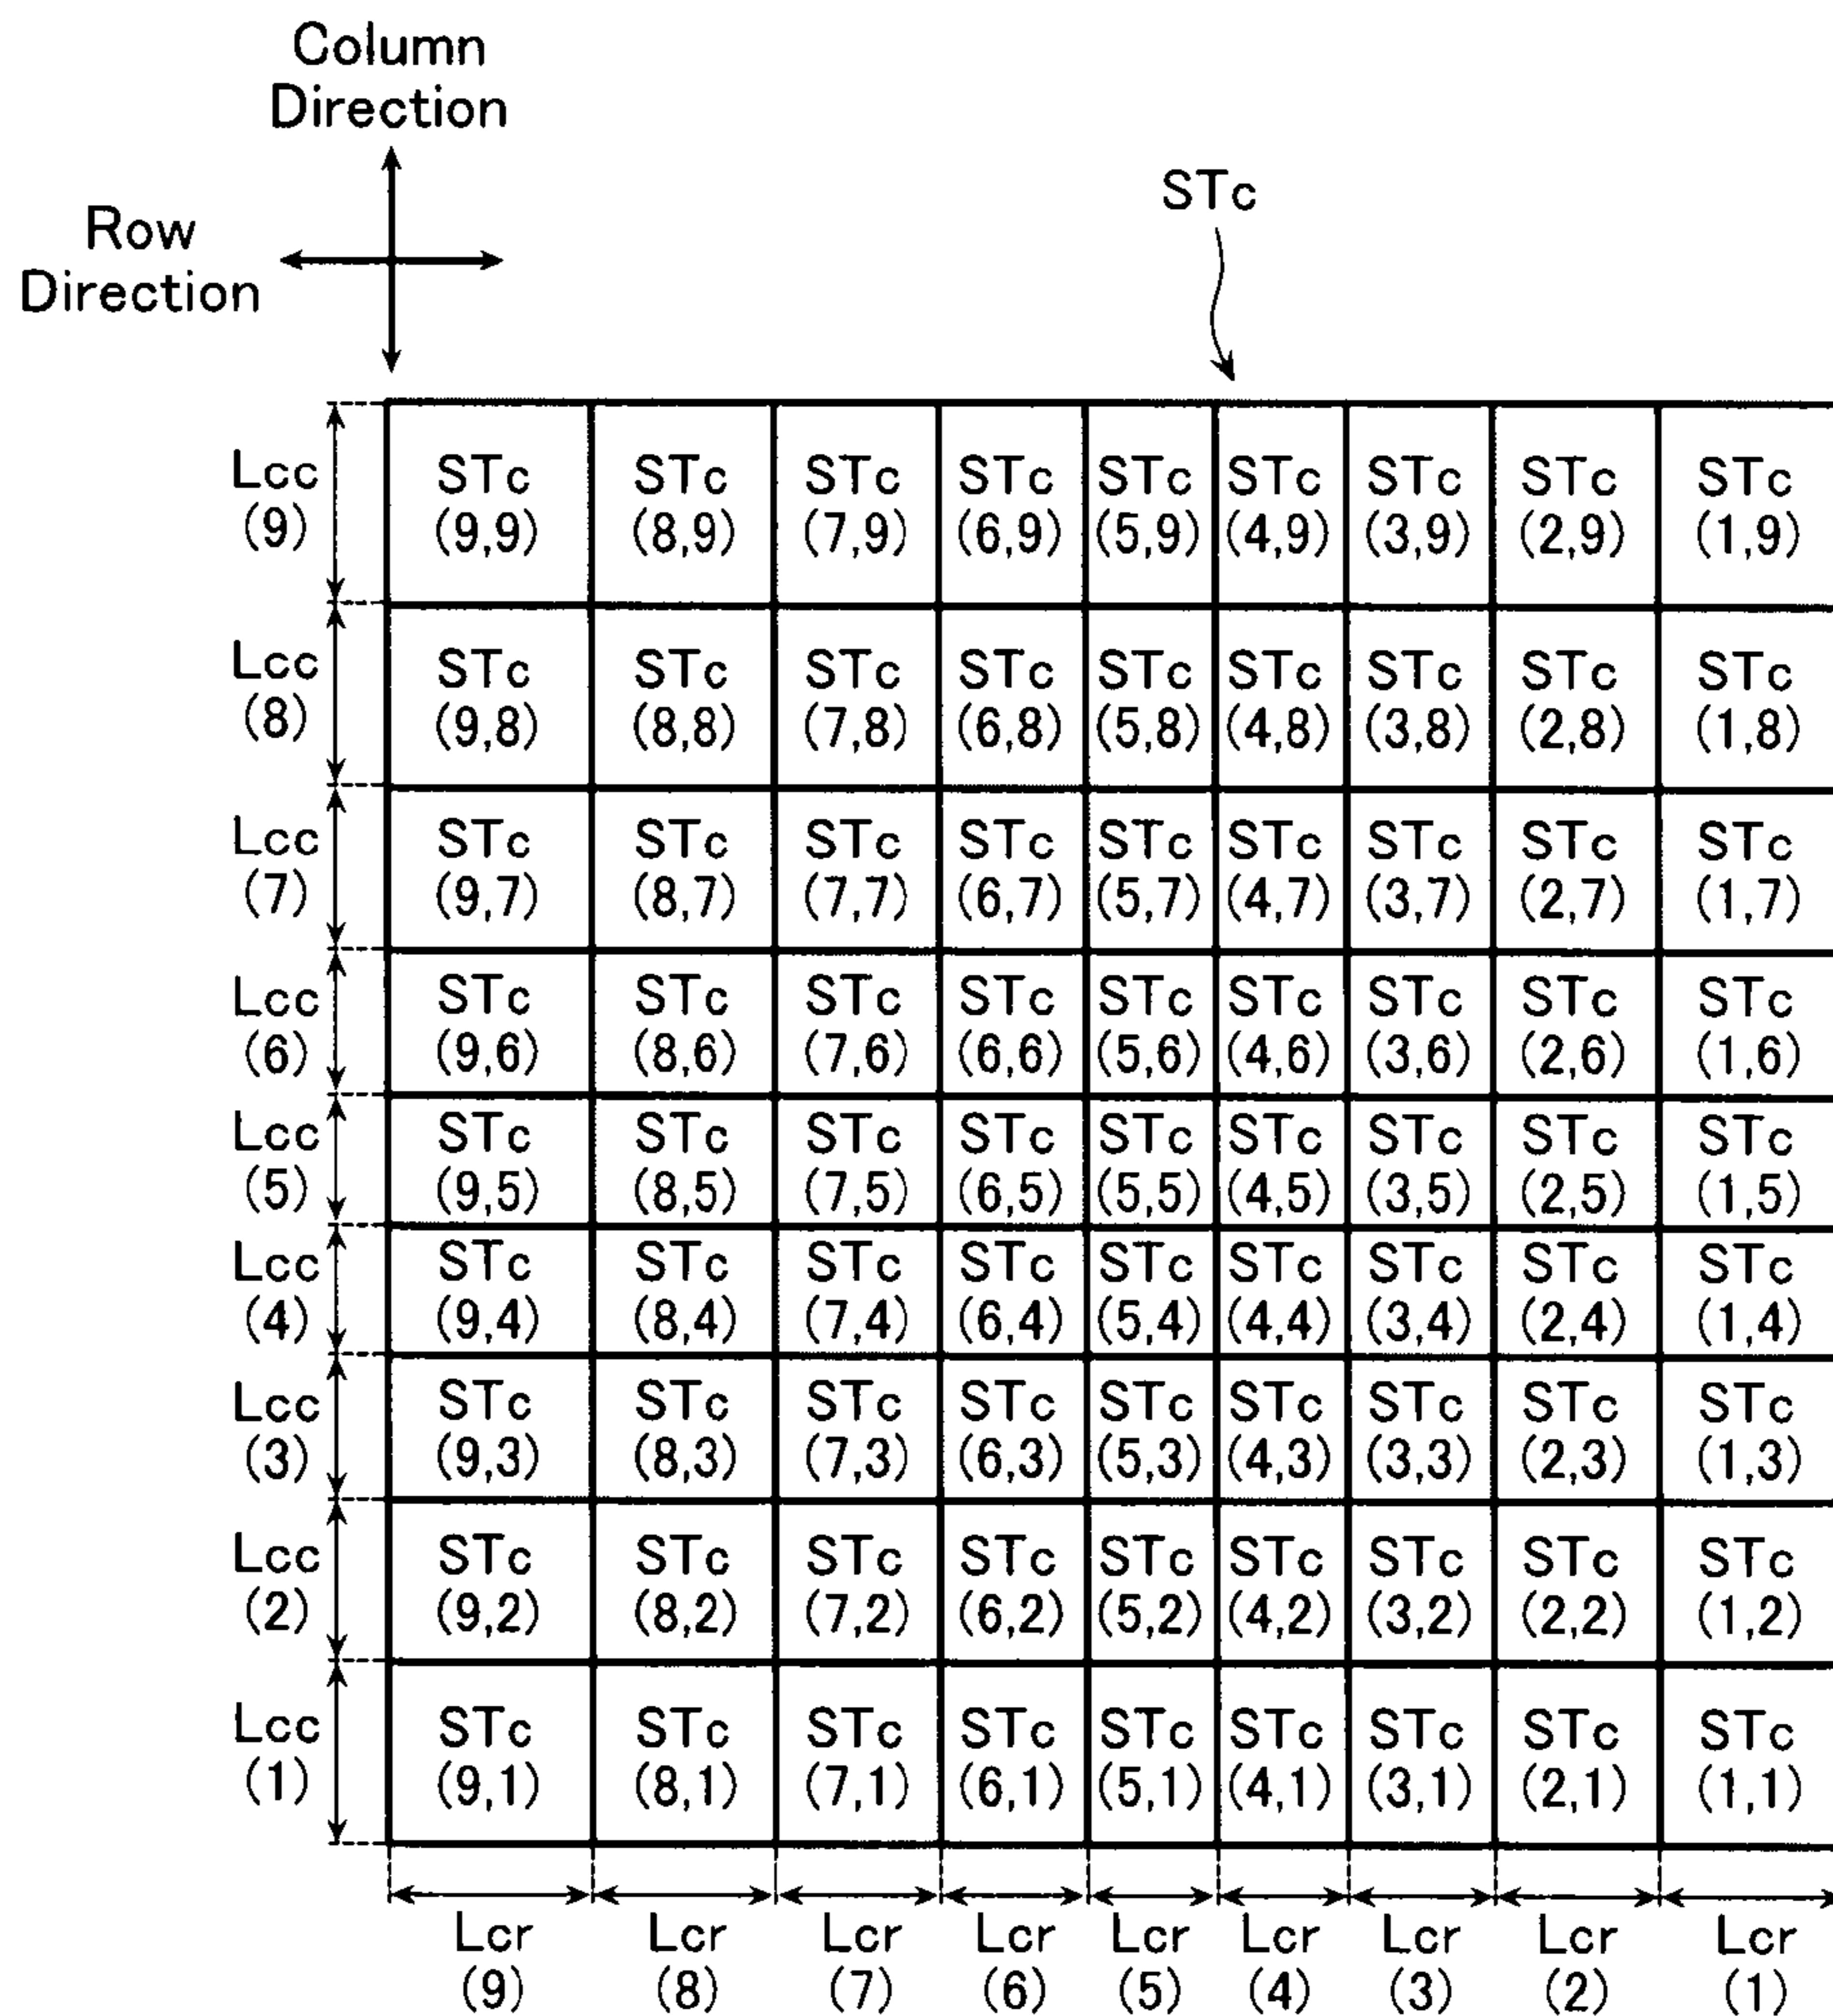 Column
Direction
Row
Direction
STc
Lcc STc STc STc STc STc STc STc STc STc
(9) (9,9) (8,9) (7,9) (6,9) (5,9) (4,9) (3,9) (2,9) (1,9)
Lcc STc STc STc STc STc STc STc STc STc
(8) (9,8) (8,8) (7,8) (6,8) (5,8) (4,8) (3,8) (2,8) (1,8)
Lcc STc STc STc STc STc STc STc STc STc
(7) (9,7) (8,7) (7,7) (6,7) (5,7) (4,7) (3,7) (2,7) (1,7)
Lcc STc STc STc STc STc STc STc STc STc
(6) (9,6) (8,6) (7,6) (6,6) (5,6) (4,6) (3,6) (2,6) (1,6)
Lcc STc STc STc STc STc STc STc STc STc
(5) (9,5) (8,5) (7,5) (6,5) (5,5) (4,5) (3,5) (2,5) (1,5)
Lcc STc STc STc STc STc STc STc STc STc
(4) (9,4) (8,4) (7,4) (6,4) (5,4) (4,4) (3,4) (2,4) (1,4)
Lcc STc STc STc STc STc STc STc STc STc
(3) (9,3) (8,3) (7,3) (6,3) (5,3) (4,3) (3,3) (2,3) (1,3)
Lcc STc STc STc STc STc STc STc STc STc
(2) (9,2) (8,2) (7,2) (6,2) (5,2) (4,2) (3,2) (2,2) (1,2)
Lcc STc STc STc STc STc STc STc STc STc
(1) (9,1) (8,1) (7,1) (6,1) (5,1) (4,1) (3,1) (2,1) (1,1)
Lcr Lcr Lcr Lcr Lcr Lcr Lcr Lcr Lcr
(9) (8) (7) (6) (5) (4) (3) (2) (1)